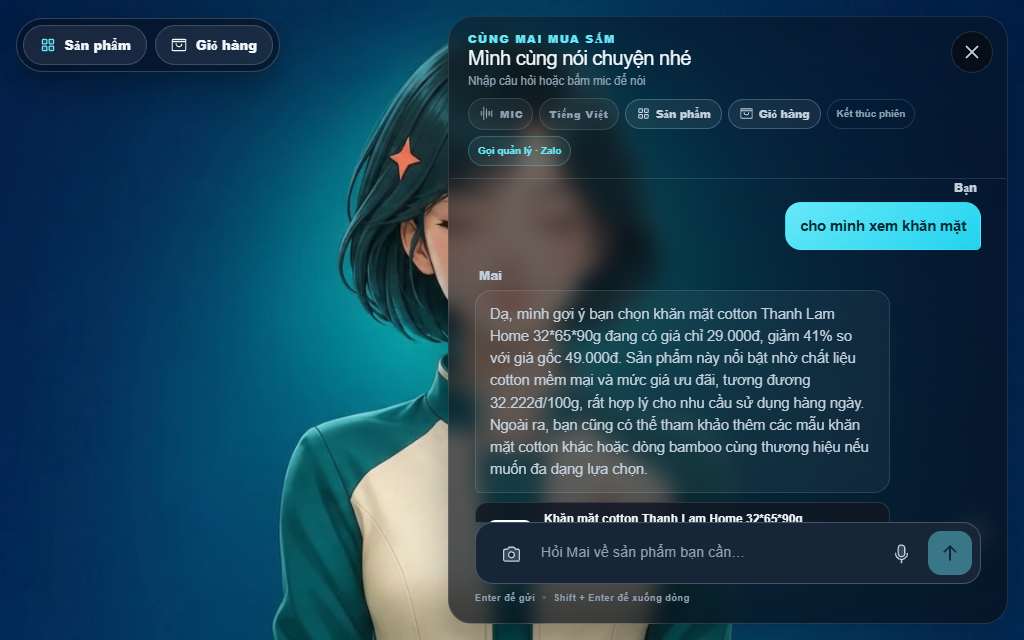 Sản phẩm
Giỏ hàng
CÙNG MAI MUA SẮM
Mình cùng nói chuyện nhé
Nhập câu hỏi hoặc bấm mic để nói
MIC
Tiếng Việt
Sản phẩm
Giỏ hàng
Kết thúc phiên
Gọi quản lý · Zalo
Bạn
cho mình xem khăn mặt
Mai
Dạ, mình gợi ý bạn chọn khăn mặt cotton Thanh Lam
Home 32*65*90g đang có giá chỉ 29.000đ, giảm 41% so
với giá gốc 49.000đ. Sản phẩm này nổi bật nhờ chất liệu
cotton mềm mại và mức giá ưu đãi, tương đương
32.222đ/100g, rất hợp lý cho nhu cầu sử dụng hàng ngày.
Ngoài ra, bạn cũng có thể tham khảo thêm các mẫu khăn
mặt cotton khác hoặc dòng bamboo cùng thương hiệu nếu
muốn đa dạng lựa chọn.
Khăn mặt cotton Thanh Lam Home 32*65*90g
Hỏi Mai về sản phẩm bạn cần...
Enter để gửi • Shift + Enter để xuống dòng